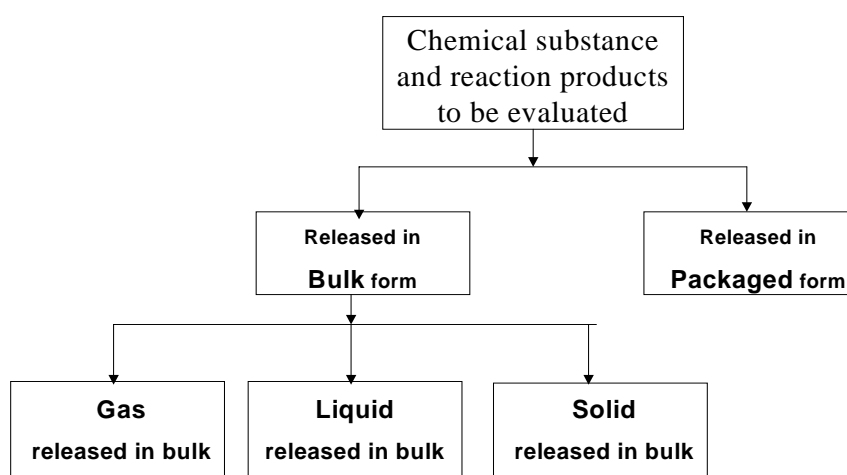 Chemical substance
and reaction products
to be evaluated
Released in
Bulk form
Released in
Packaged form
Gas
released in bulk
Liquid
released in bulk
Solid
released in bulk